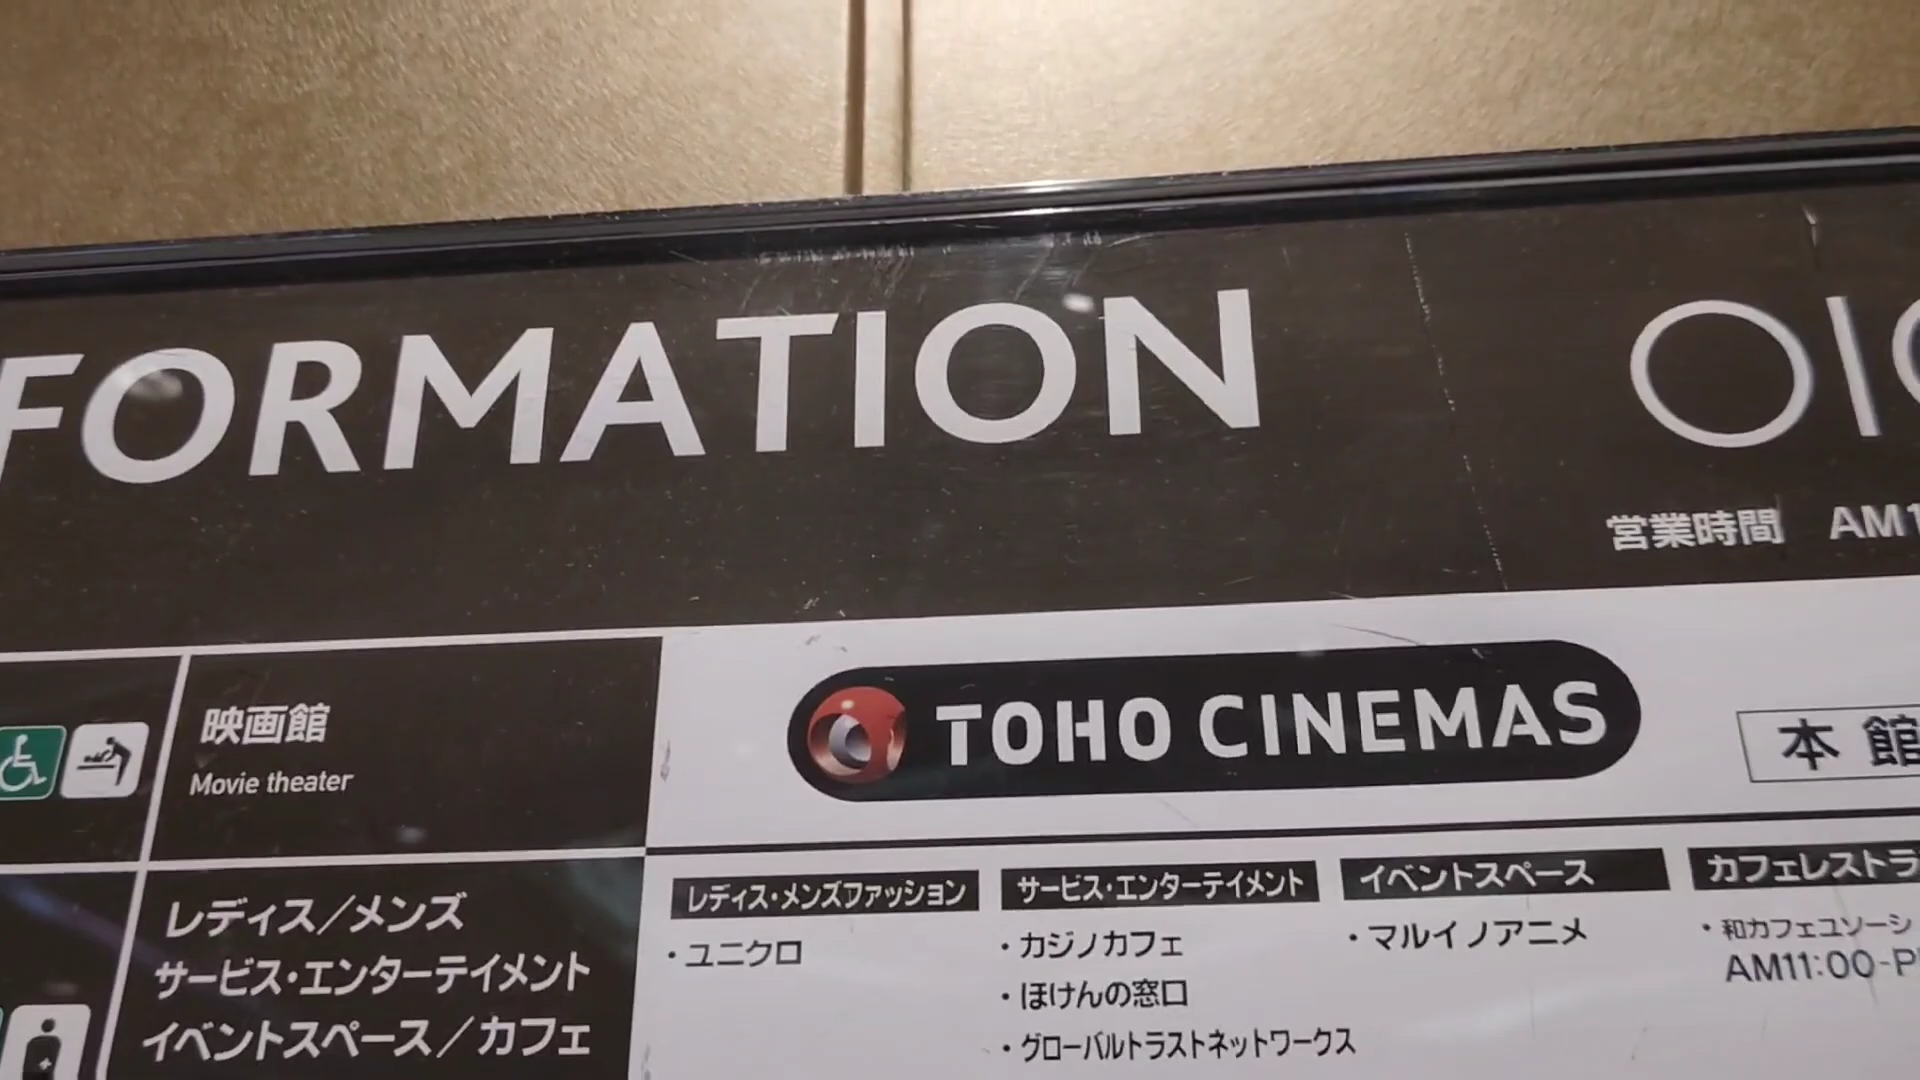 FORMATION
OIO
営業時間 AM1
映画館
Movie theater
TOHO CINEMAS
本館
レディス／メンズ
サービス・エンターテイメント
イベントスペース／カフェ
レディス・メンズファッション
・ユニクロ
サービス・エンターテイメント
・カジノカフェ
・ほけんの窓口
・グローバルトラストネットワークス
イベントスペース
・マルイノアニメ
カフェレストラ
・和カフェユソーシ
AM11:00-P